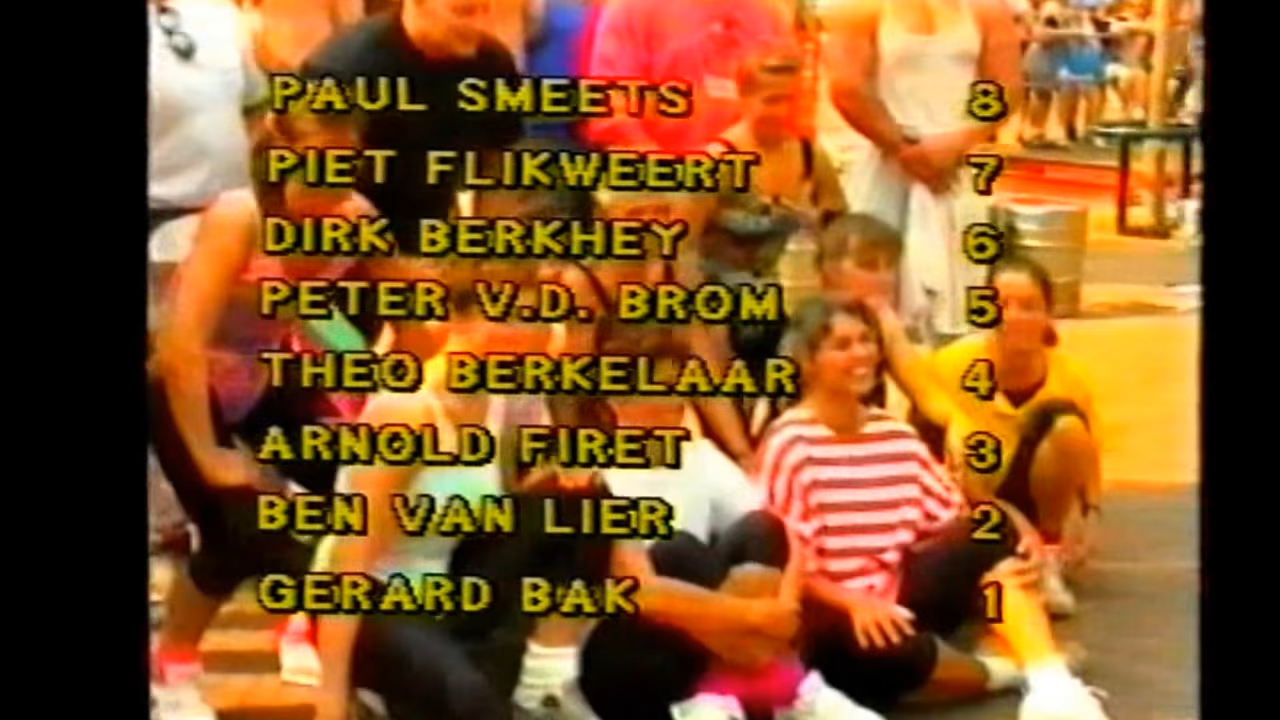 PAUL SMEETS 8
PIET FLIKWEERT 7
DIRK BERKHEY 6
PETER V.D. BROM 5
THEO BERKELAAR 4
ARNOLD FIRET 3
BEN VAN LIER 2
GERARD BAK 1